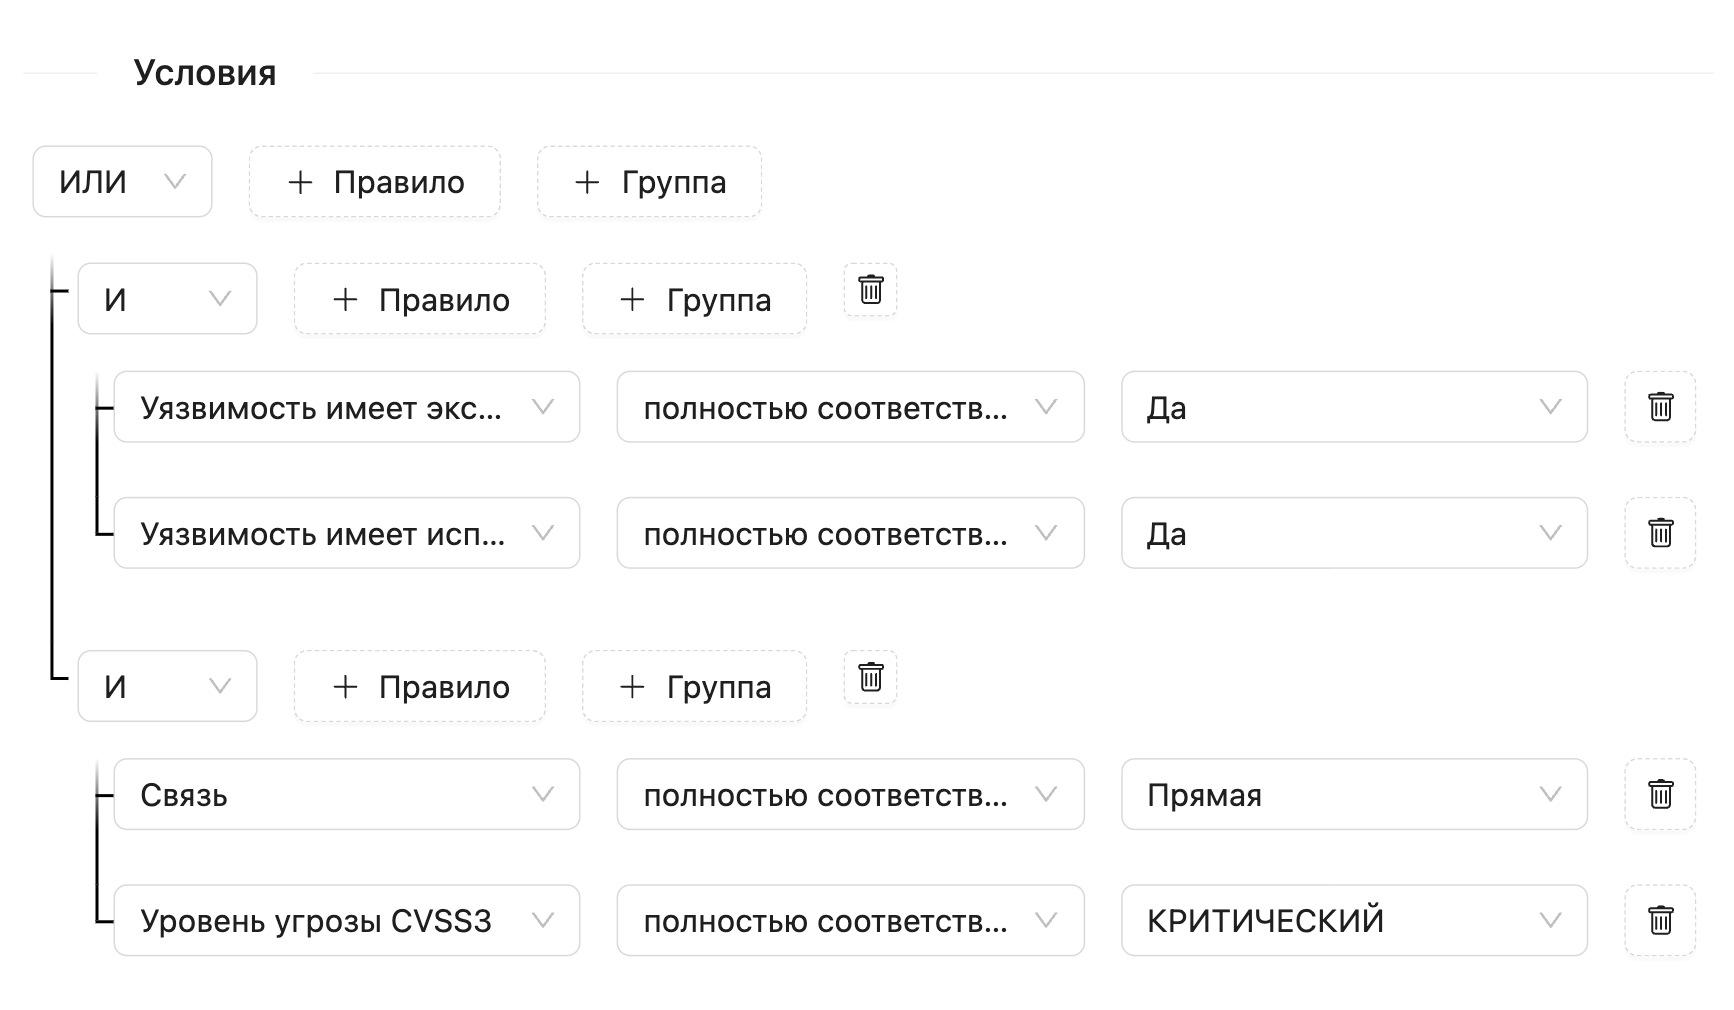 Условия
ИЛИ + Правило + Группа
И + Правило + Группа
Уязвимость имеет экс... полностью соответств... Да
Уязвимость имеет исп... полностью соответств... Да
И + Правило + Группа
Связь полностью соответств... Прямая
Уровень угрозы CVSS3 полностью соответств... КРИТИЧЕСКИЙ